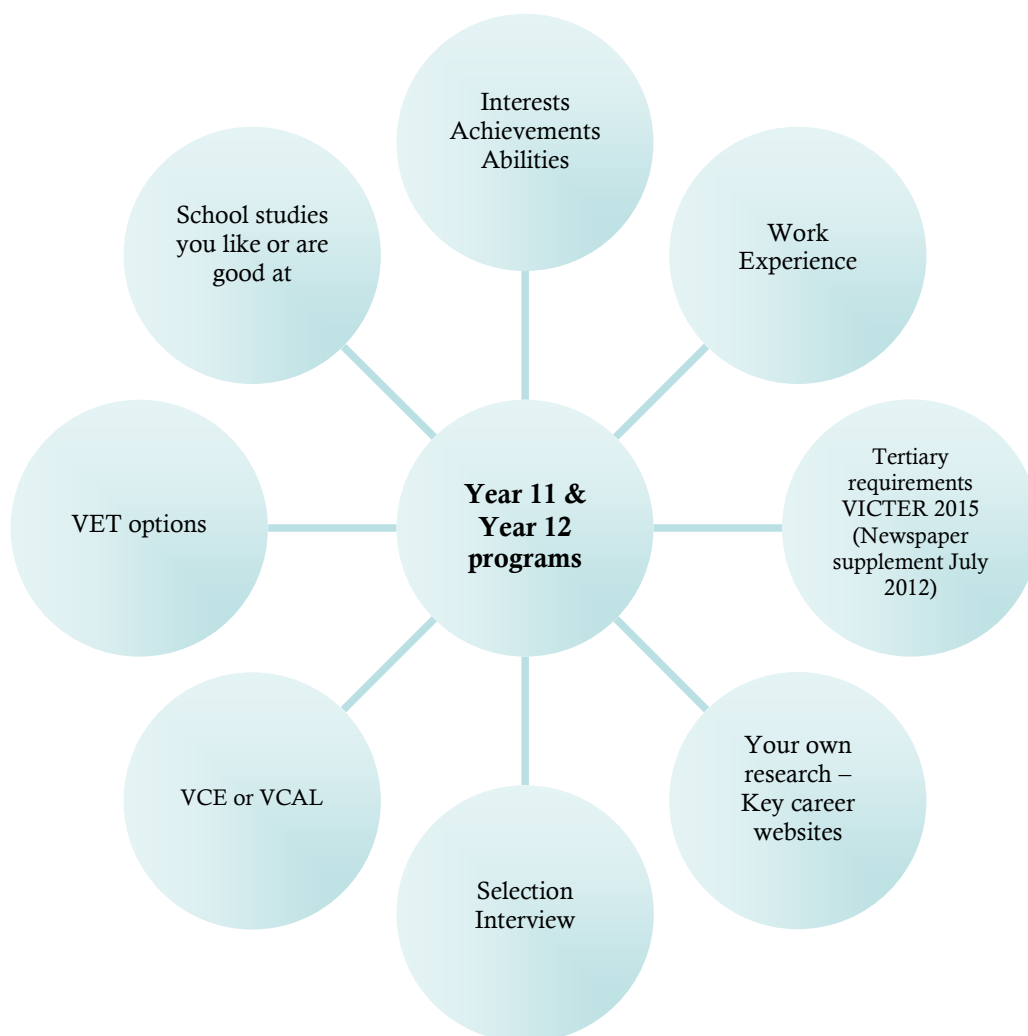 Interests
Achievements
Abilities
Work
Experience
Tertiary
requirements
VICTER 2015
(Newspaper
supplement July
2012)
Your own
research –
Key career
websites
Selection
Interview
VCE or VCAL
VET options
School studies
you like or are
good at
Year 11 &
Year 12
programs